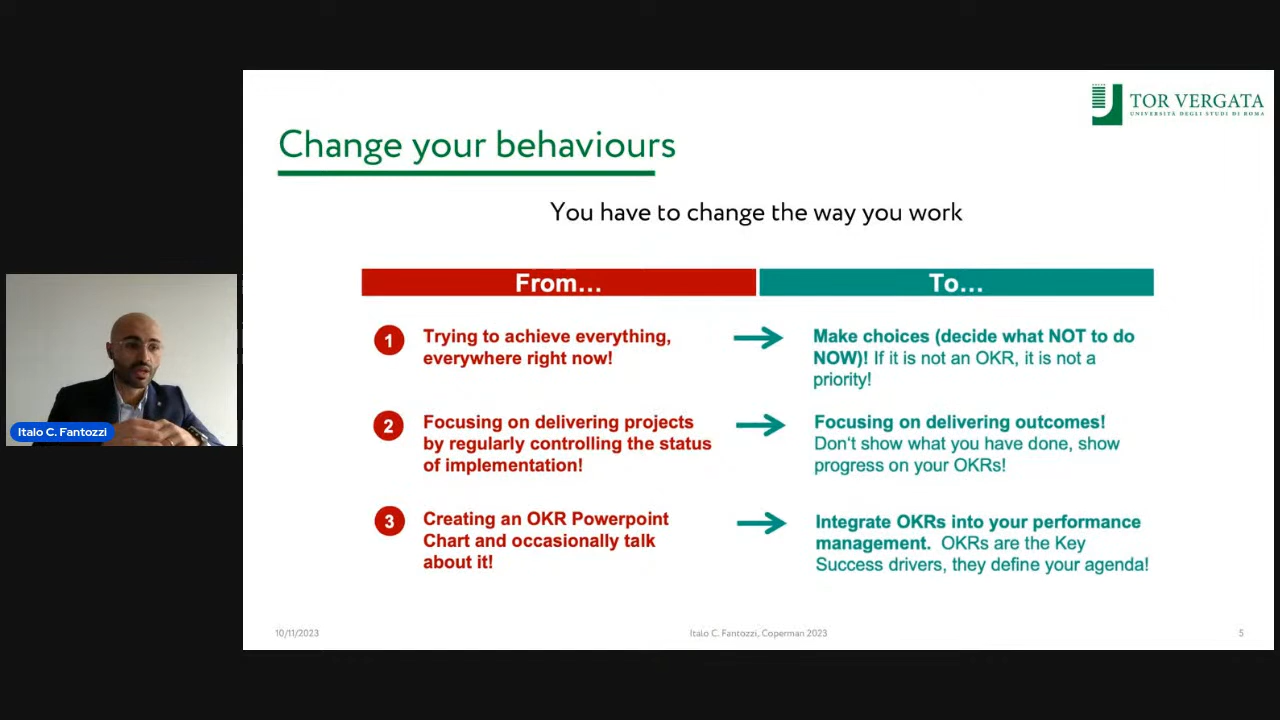 TOR VERGATA
UNIVERSITÀ DEGLI STUDI DI ROMA
Change your behaviours
You have to change the way you work
From...
To...
1
Trying to achieve everything,
everywhere right now!
Make choices (decide what NOT to do
NOW)! If it is not an OKR, it is not a
priority!
2
Focusing on delivering projects
by regularly controlling the status
of implementation!
Focusing on delivering outcomes!
Don't show what you have done, show
progress on your OKRs!
3
Creating an OKR Powerpoint
Chart and occasionally talk
about it!
Integrate OKRs into your performance
management. OKRs are the Key
Success drivers, they define your agenda!
Italo C. Fantozzi
10/11/2023
Italo C. Fantozzi, Coperman 2023
5